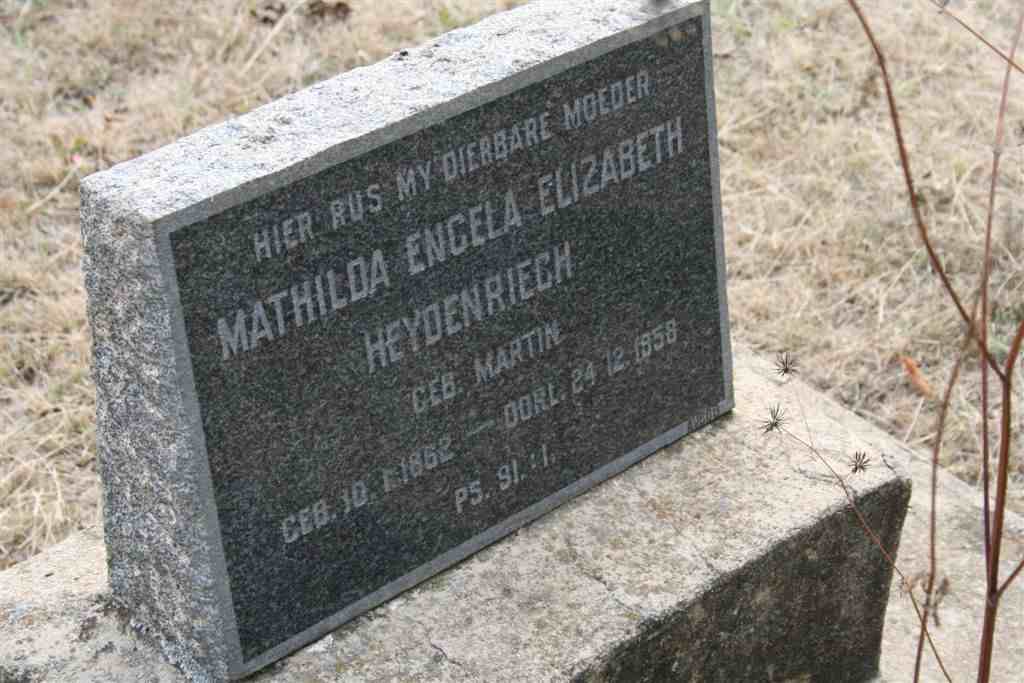 HIER RUS MY DIERBARE MOEDER
MATHILDA ENGELA ELIZABETH
HEYDENRIECH
GEB. MARTIN
GEB. 10.1.1862 — OORL. 24.12.1958
PS. 91:1.